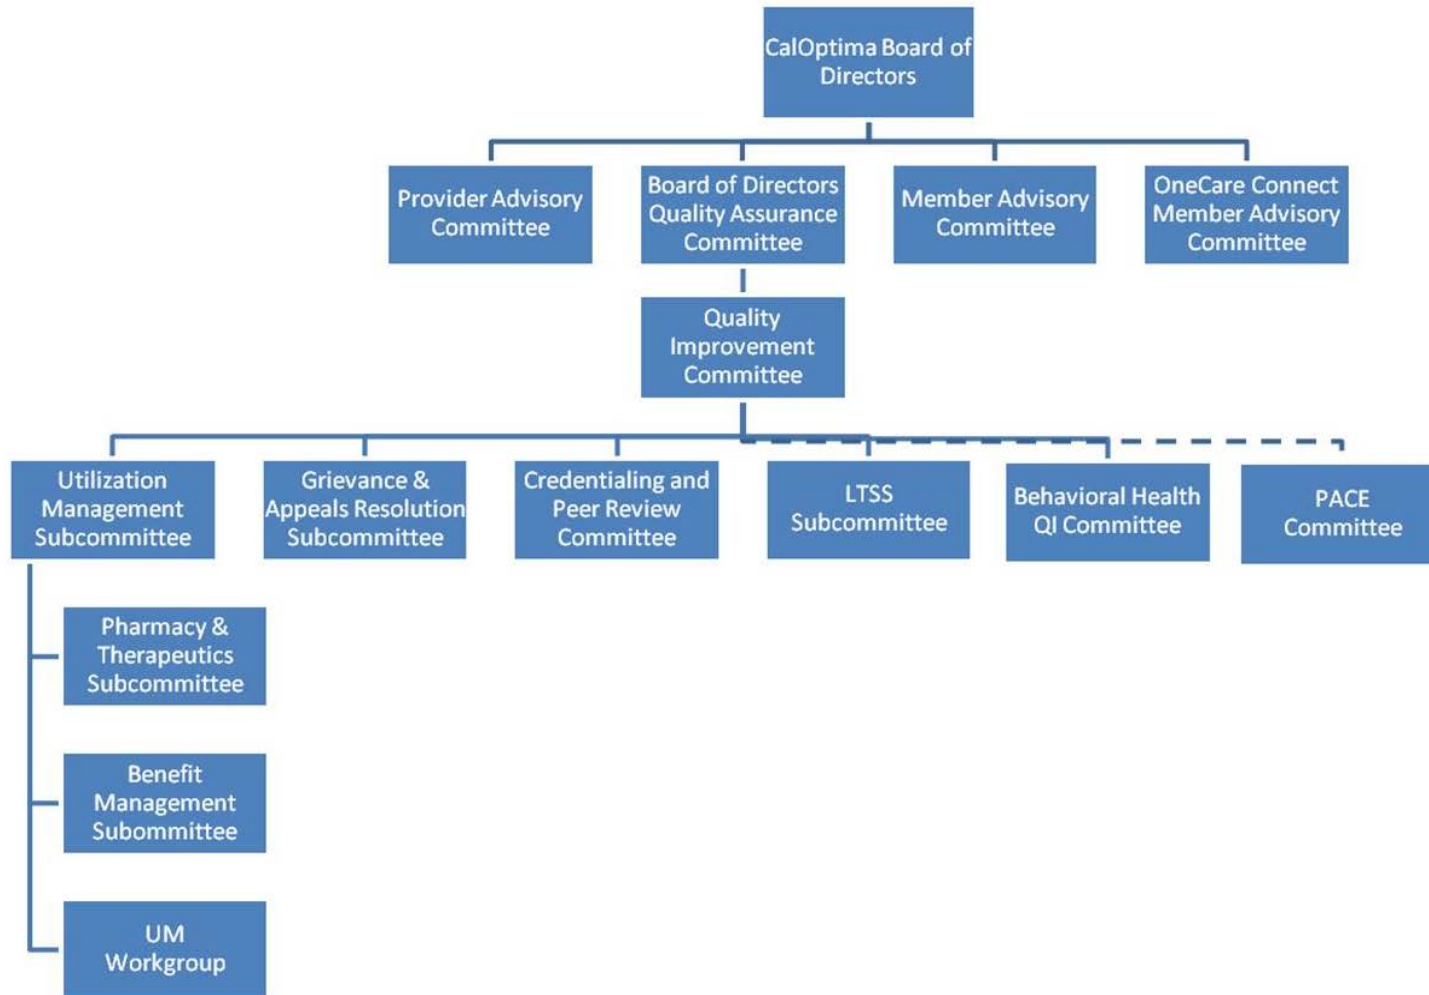 CalOptima Board of
Directors
Provider Advisory
Committee
Board of Directors
Quality Assurance
Committee
Member Advisory
Committee
OneCare Connect
Member Advisory
Committee
Quality
Improvement
Committee
Utilization
Management
Subcommittee
Grievance &
Appeals Resolution
Subcommittee
Credentialing and
Peer Review
Committee
LTSS
Subcommittee
Behavioral Health
QI Committee
PACE
Committee
Pharmacy &
Therapeutics
Subcommittee
Benefit
Management
Subommittee
UM
Workgroup